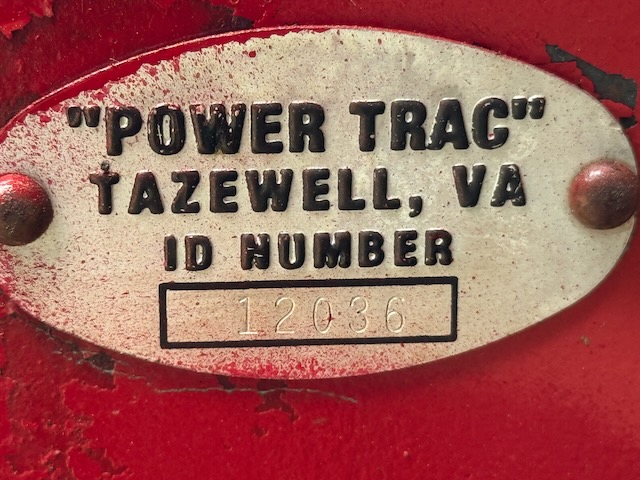 "POWER TRAC"
TAZEWELL, VA
ID NUMBER
12036